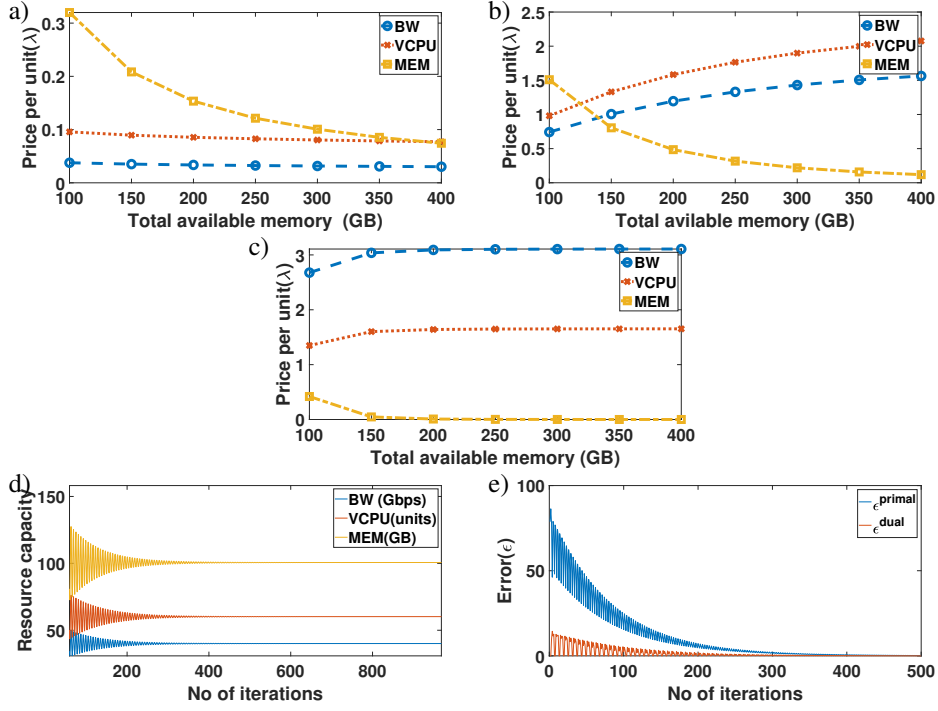 a)
Price per unit(λ)
0.3
0.2
0.1
0
100 150 200 250 300 350 400
Total available memory (GB)
BW
VCPU
MEM
b)
Price per unit(λ)
2.5
2
1.5
1
0.5
0
100 150 200 250 300 350 400
Total available memory (GB)
BW
VCPU
MEM
c)
Price per unit(λ)
3
2
1
0
100 150 200 250 300 350 400
Total available memory (GB)
BW
VCPU
MEM
d)
Resource capacity
150
100
50
200 400 600 800
No of iterations
BW (Gbps)
VCPU(units)
MEM(GB)
e)
Error(ϵ)
100
50
0
0 100 200 300 400 500
No of iterations
ϵ^primal
ϵ^dual